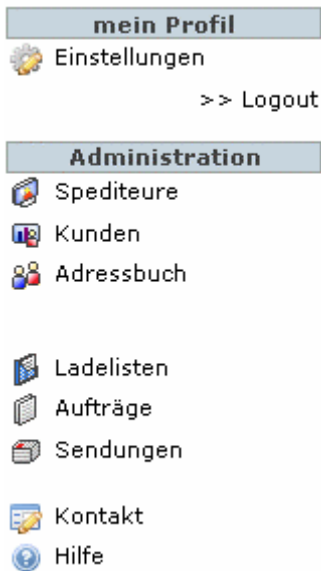 mein Profil
Einstellungen
>> Logout
Administration
Spediteure
Kunden
Adressbuch
Ladelisten
Aufträge
Sendungen
Kontakt
Hilfe